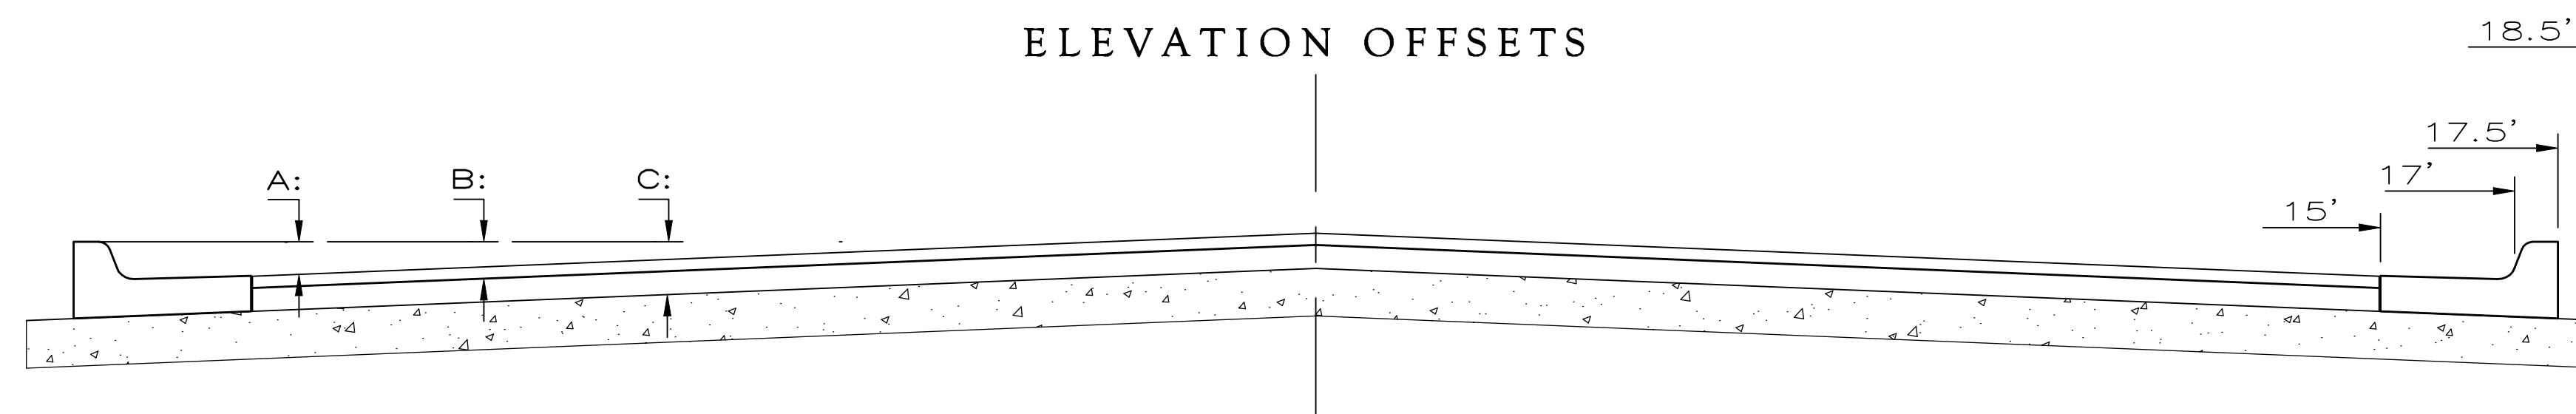 ELEVATION OFFSETS
18.5’
17.5’
17’
A: B: C:
15’